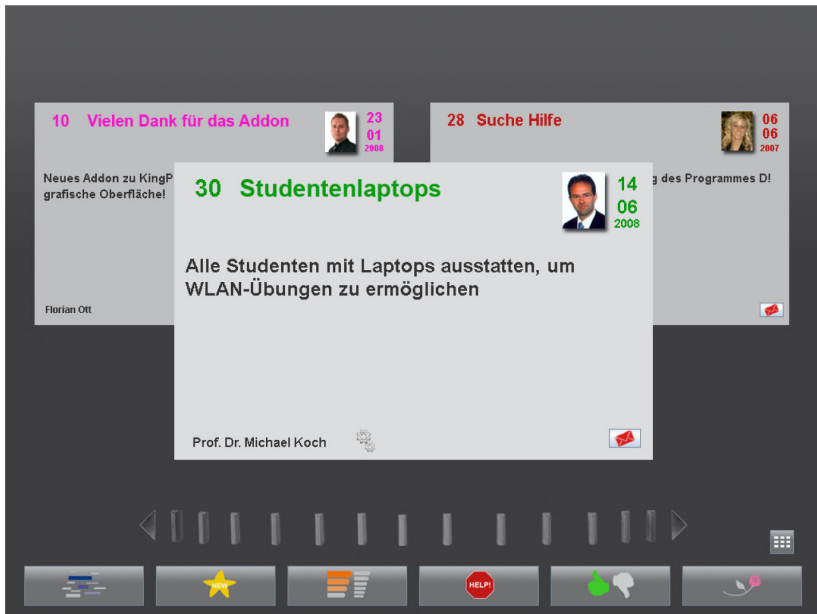 10 Vielen Dank für das Addon
23
01
2008
Neues Addon zu KingP
grafische Oberfläche!
Florian Ott
28 Suche Hilfe
06
06
2007
g des Programmes D!
30 Studentenlaptops
14
06
2008
Alle Studenten mit Laptops ausstatten, um
WLAN-Übungen zu ermöglichen
Prof. Dr. Michael Koch
NEW
HELP!